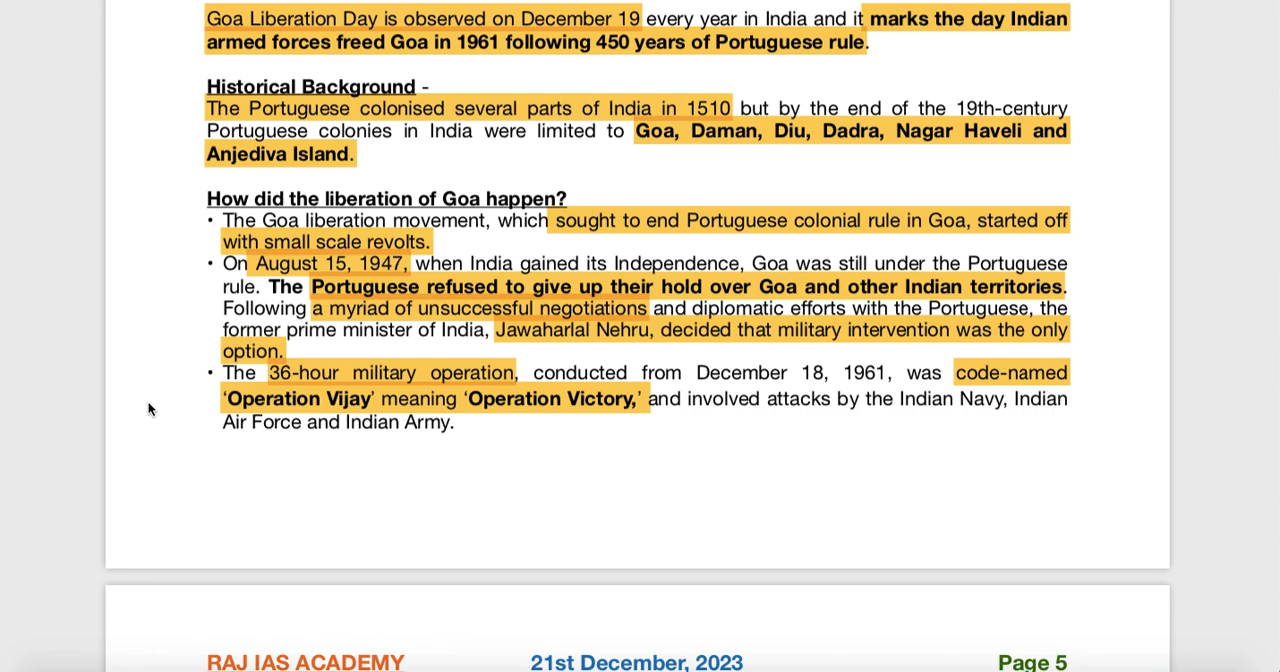 Goa Liberation Day is observed on December 19 every year in India and it marks the day Indian
armed forces freed Goa in 1961 following 450 years of Portuguese rule.
Historical Background -
The Portuguese colonised several parts of India in 1510 but by the end of the 19th-century
Portuguese colonies in India were limited to Goa, Daman, Diu, Dadra, Nagar Haveli and
Anjediva Island.
How did the liberation of Goa happen?
• The Goa liberation movement, which sought to end Portuguese colonial rule in Goa, started off
with small scale revolts.
• On August 15, 1947, when India gained its Independence, Goa was still under the Portuguese
rule. The Portuguese refused to give up their hold over Goa and other Indian territories.
Following a myriad of unsuccessful negotiations and diplomatic efforts with the Portuguese, the
former prime minister of India, Jawaharlal Nehru, decided that military intervention was the only
option.
• The 36-hour military operation, conducted from December 18, 1961, was code-named
‘Operation Vijay’ meaning ‘Operation Victory,’ and involved attacks by the Indian Navy, Indian
Air Force and Indian Army.
RAJ IAS ACADEMY 21st December, 2023 Page 5